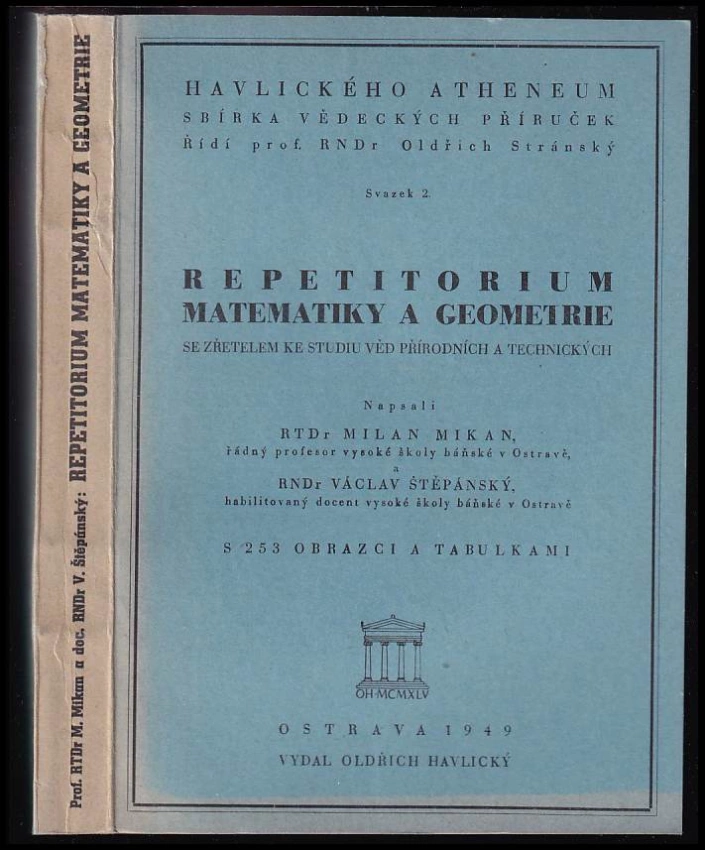 Prof. RTDr M. Mikan a doc. RNDr V. Štěpánský: REPETITORIUM MATEMATIKY A GEOMETRIE
HAVLICKÉHO ATHENEUM
SBÍRKA VĚDECKÝCH PŘÍRUČEK
Řídí prof. RNDr Oldřich Stránský
Svazek 2.
REPETITORIUM
MATEMATIKY A GEOMETRIE
SE ZŘETELEM KE STUDIU VĚD PŘÍRODNÍCH A TECHNICKÝCH
Napsali
RTDr MILAN MIKAN,
řádný profesor vysoké školy báňské v Ostravě,
a
RNDr VÁCLAV ŠTĚPÁNSKÝ,
habilitovaný docent vysoké školy báňské v Ostravě
S 253 OBRAZCI A TABULKAMI
OH·MCMXLV
OSTRAVA 1949
VYDAL OLDŘICH HAVLICKÝ